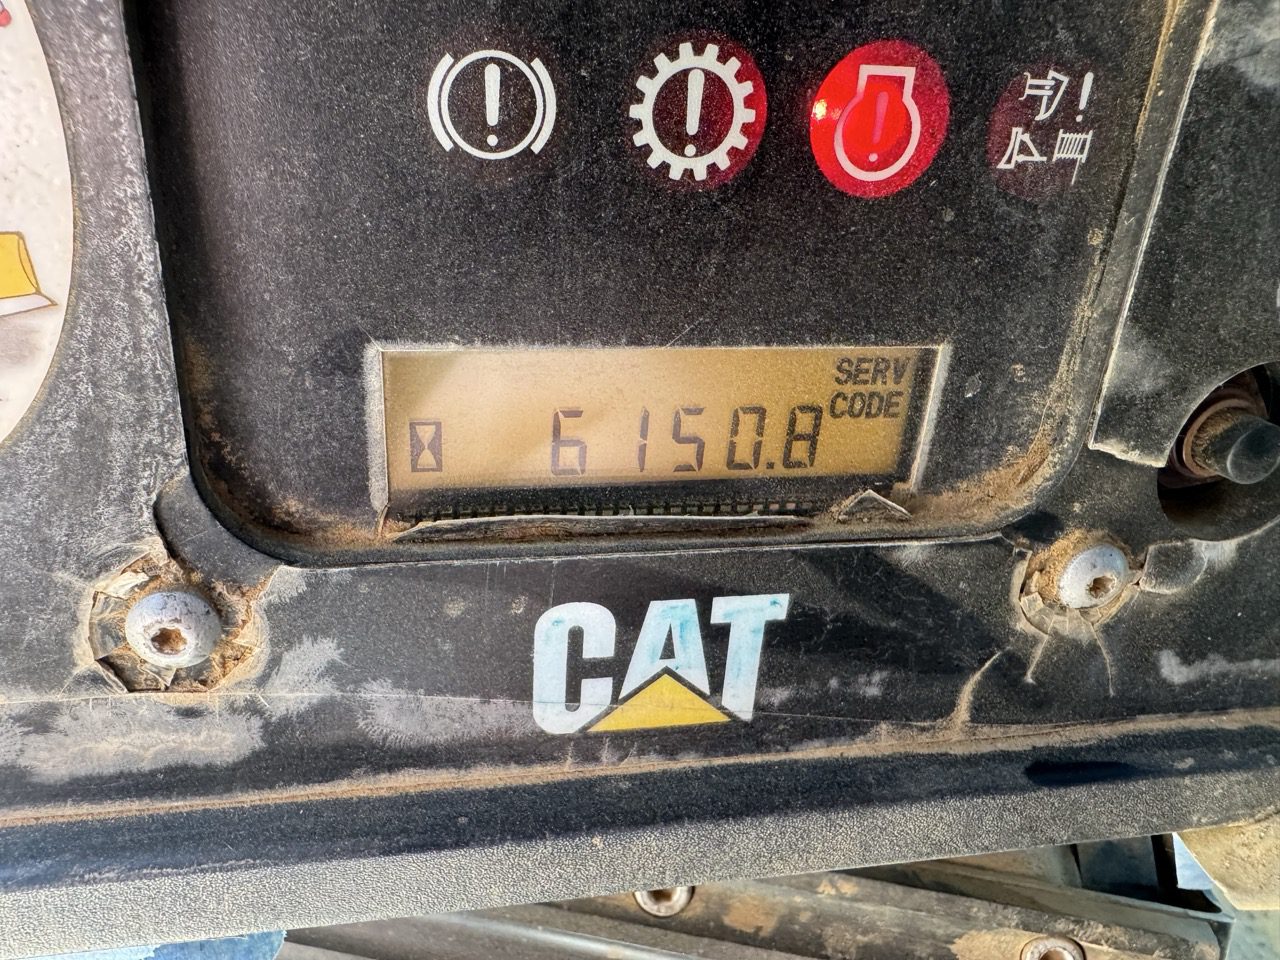 SERV
CODE
6150.8
CAT